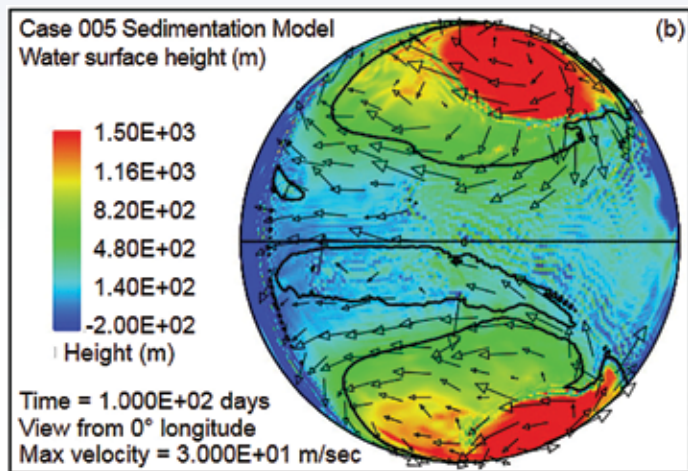 Case 005 Sedimentation Model
Water surface height (m)
(b)
1.50E+03
1.16E+03
8.20E+02
4.80E+02
1.40E+02
-2.00E+02
Height (m)
Time = 1.000E+02 days
View from 0° longitude
Max velocity = 3.000E+01 m/sec